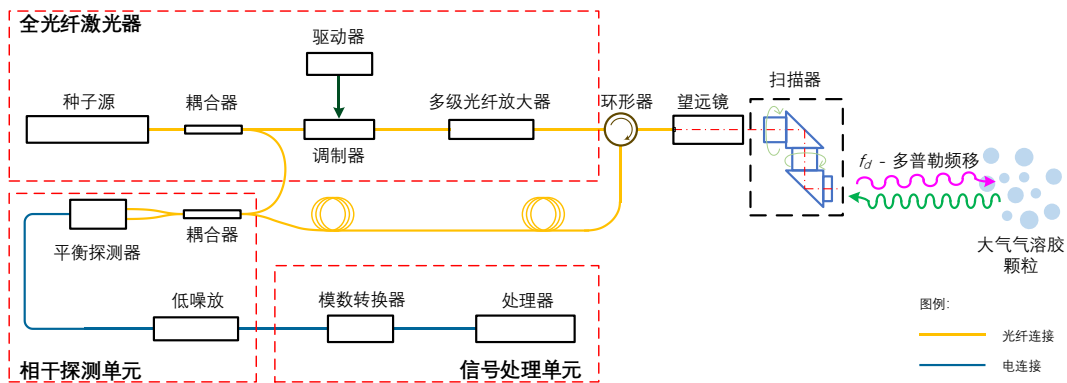 全光纤激光器
驱动器
种子源
耦合器
多级光纤放大器
环形器
望远镜
扫描器
调制器
f_d - 多普勒频移
平衡探测器
耦合器
大气气溶胶
颗粒
低噪放
模数转换器
处理器
图例：
光纤连接
电连接
相干探测单元
信号处理单元